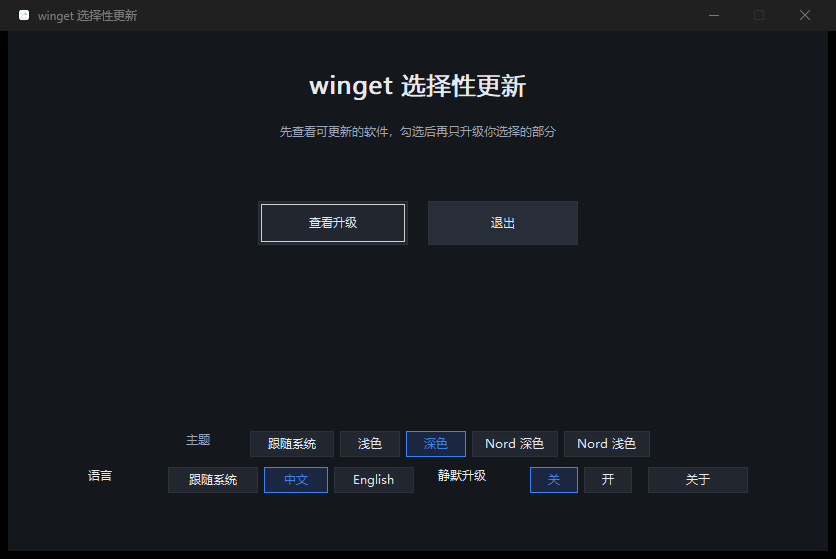 winget 选择性更新
winget 选择性更新
先查看可更新的软件，勾选后再只升级你选择的部分
查看升级 退出
主题 跟随系统 浅色 深色 Nord 深色 Nord 浅色
语言 跟随系统 中文 English 静默升级 关 开 关于